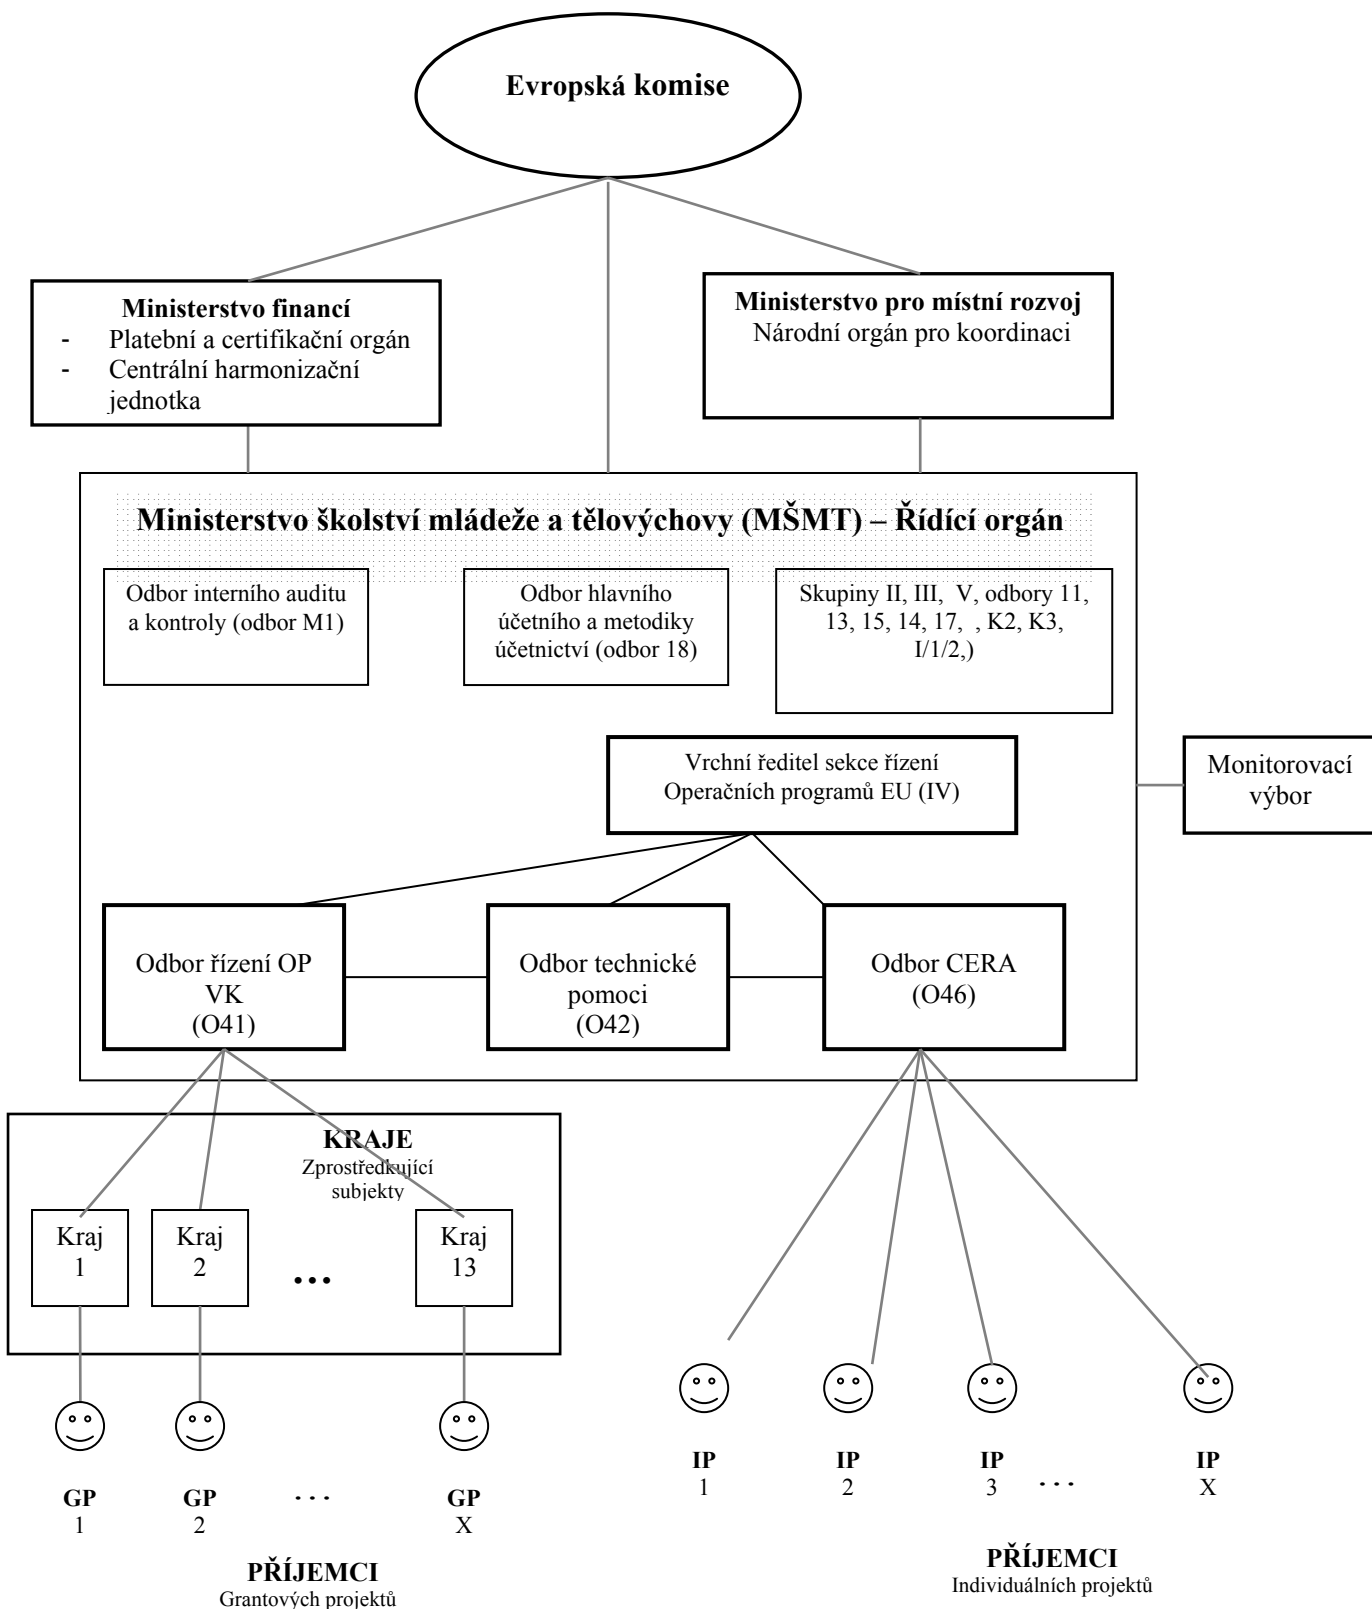 Evropská komise
Ministerstvo financí
- Platební a certifikační orgán
- Centrální harmonizační
jednotka
Ministerstvo pro místní rozvoj
Národní orgán pro koordinaci
Ministerstvo školství mládeže a tělovýchovy (MŠMT) – Řídící orgán
Odbor interního auditu
a kontroly (odbor M1)
Odbor hlavního
účetního a metodiky
účetnictví (odbor 18)
Skupiny II, III, V, odbory 11,
13, 15, 14, 17, , K2, K3,
I/1/2,)
Vrchní ředitel sekce řízení
Operačních programů EU (IV)
Monitorovací
výbor
Odbor řízení OP
VK
(O41)
Odbor technické
pomoci
(O42)
Odbor CERA
(O46)
KRAJE
Zprostředkující
subjekty
Kraj
1
Kraj
2
...
Kraj
13
GP
1
GP
2
...
GP
X
PŘÍJEMCI
Grantových projektů
IP
1
IP
2
IP
3
...
IP
X
PŘÍJEMCI
Individuálních projektů